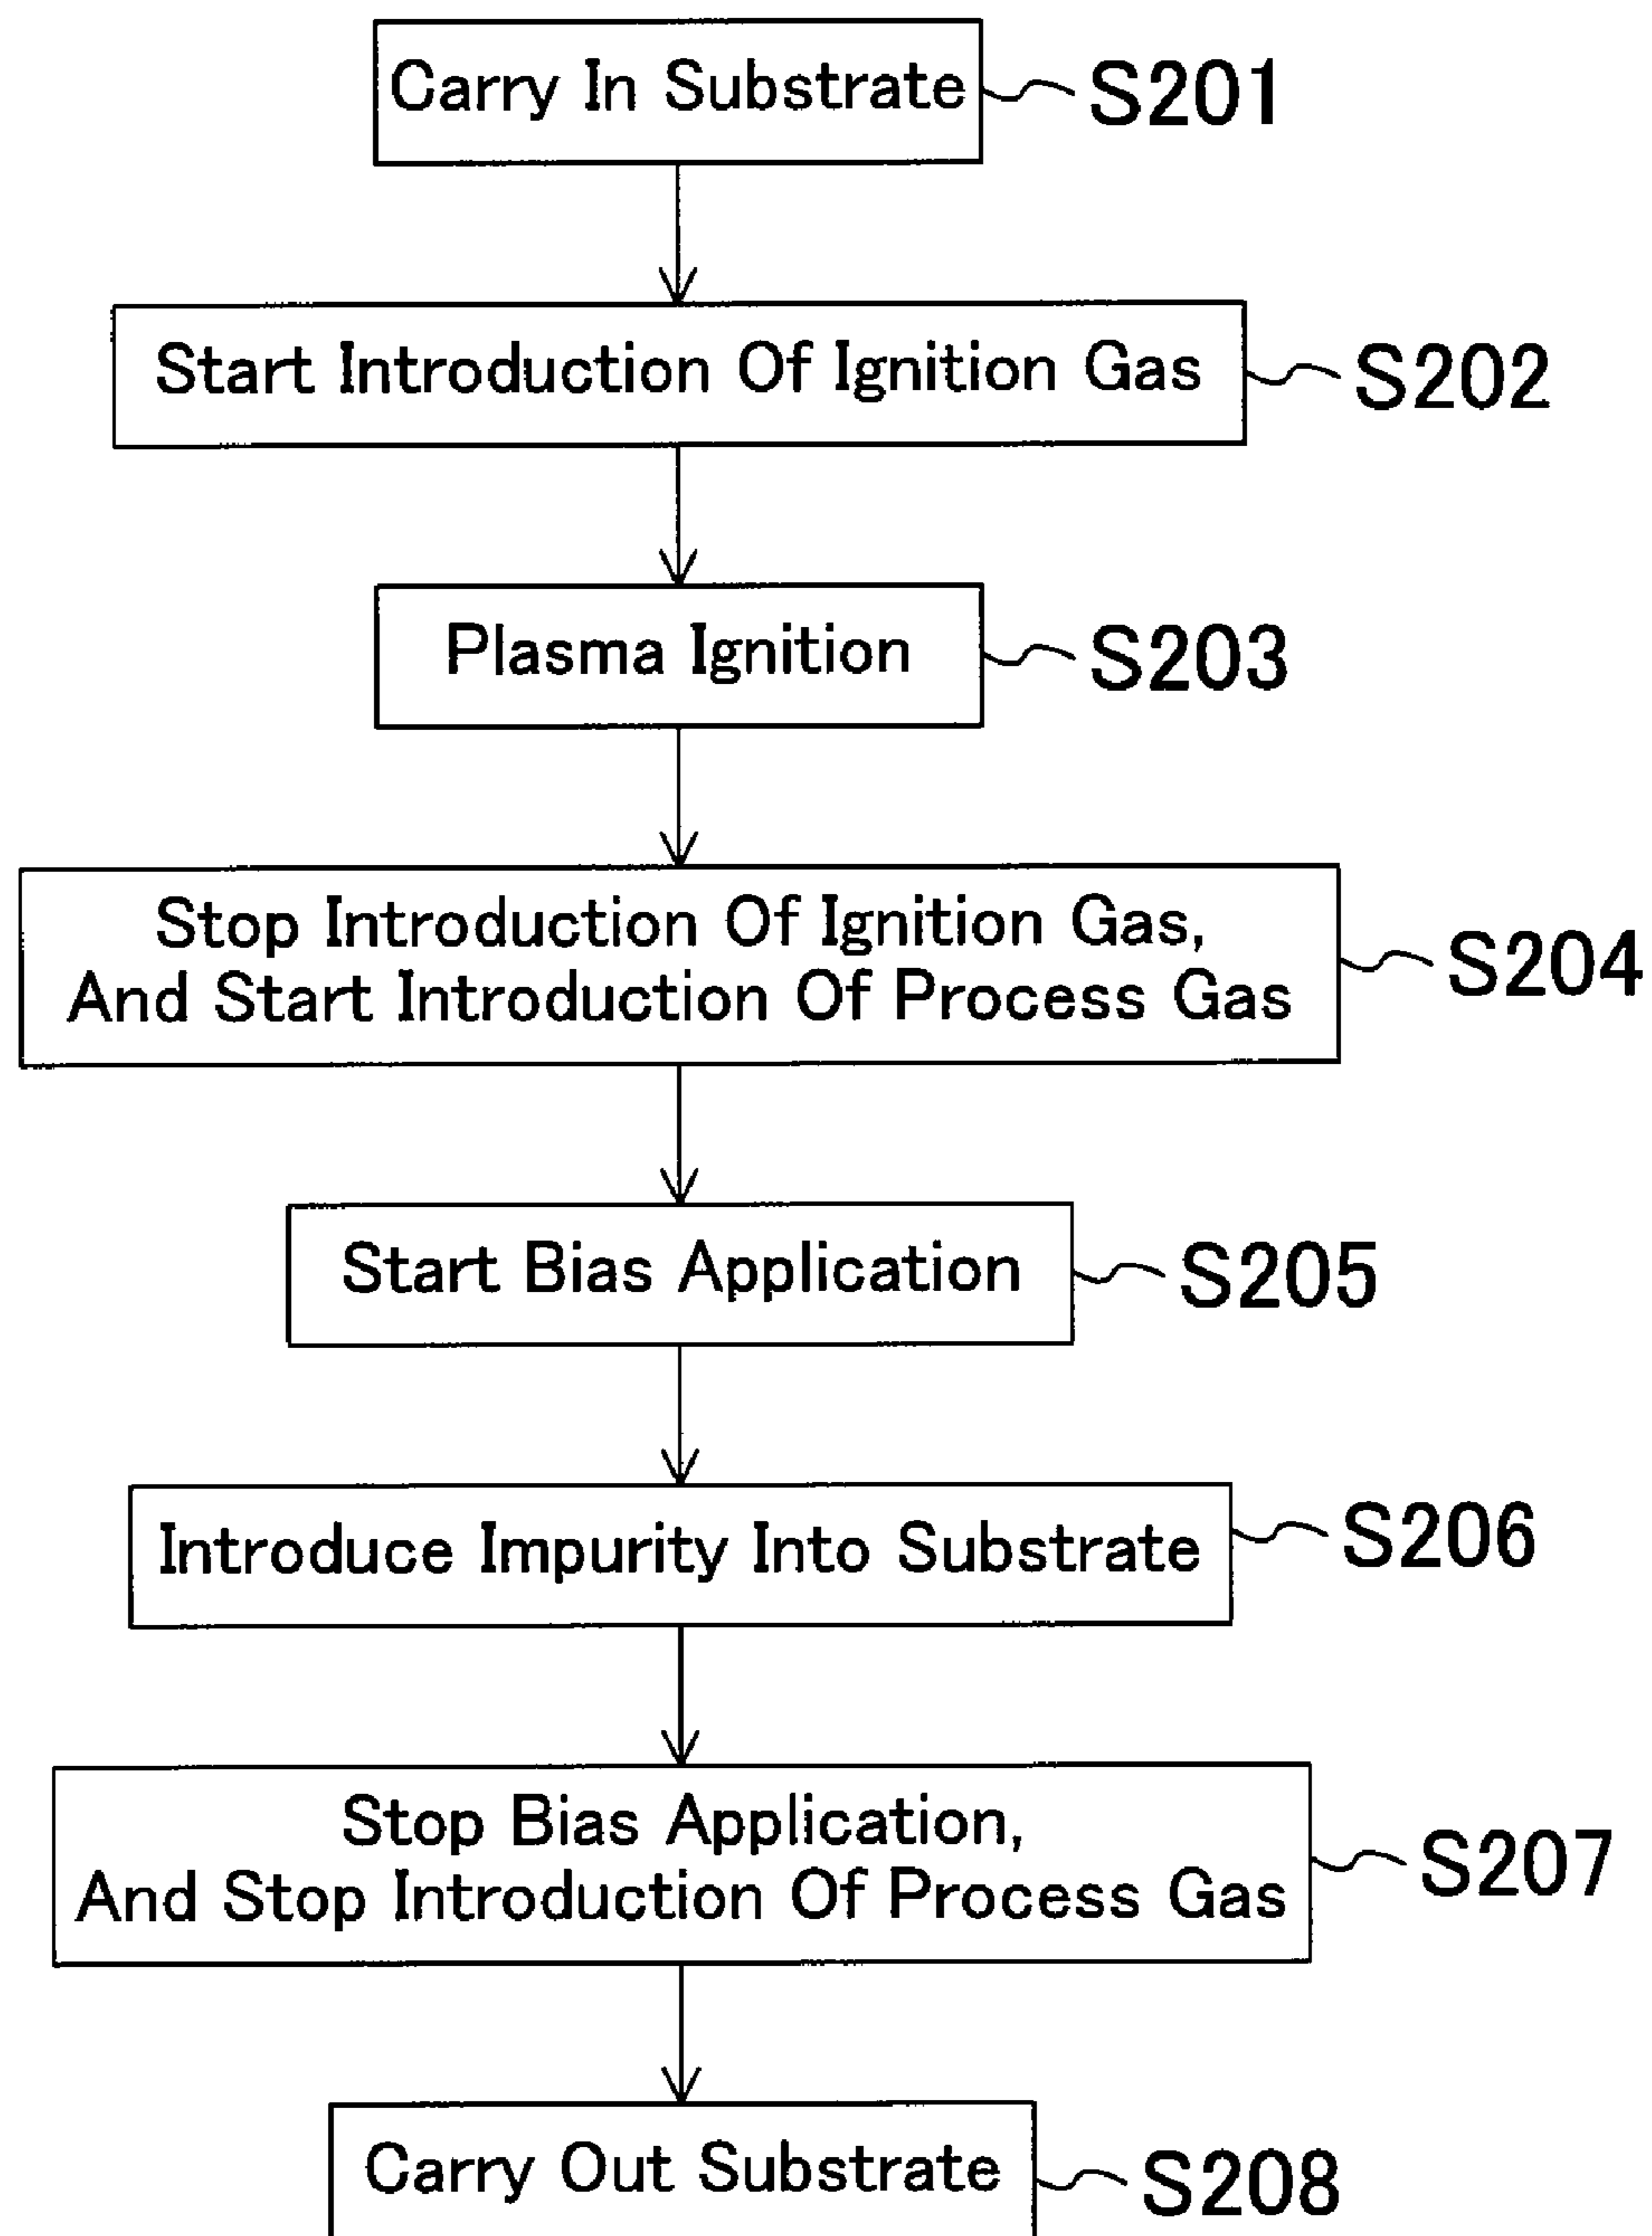 Carry In Substrate
S201
Start Introduction Of Ignition Gas
S202
Plasma Ignition
S203
Stop Introduction Of Ignition Gas,
And Start Introduction Of Process Gas
S204
Start Bias Application
S205
Introduce Impurity Into Substrate
S206
Stop Bias Application,
And Stop Introduction Of Process Gas
S207
Carry Out Substrate
S208